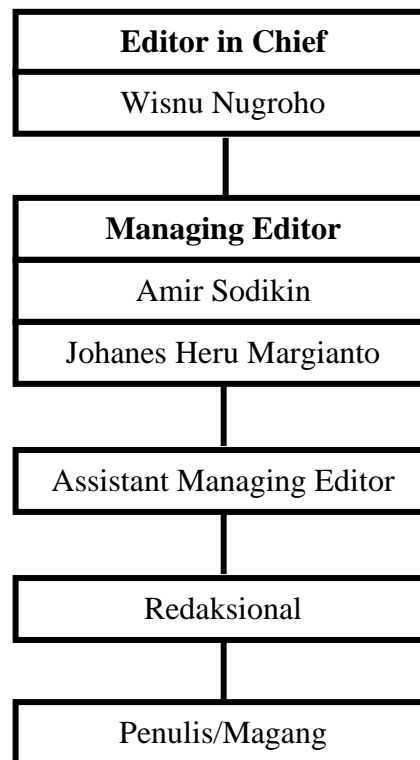 Editor in Chief
Wisnu Nugroho
Managing Editor
Amir Sodikin
Johanes Heru Margianto
Assistant Managing Editor
Redaksional
Penulis/Magang